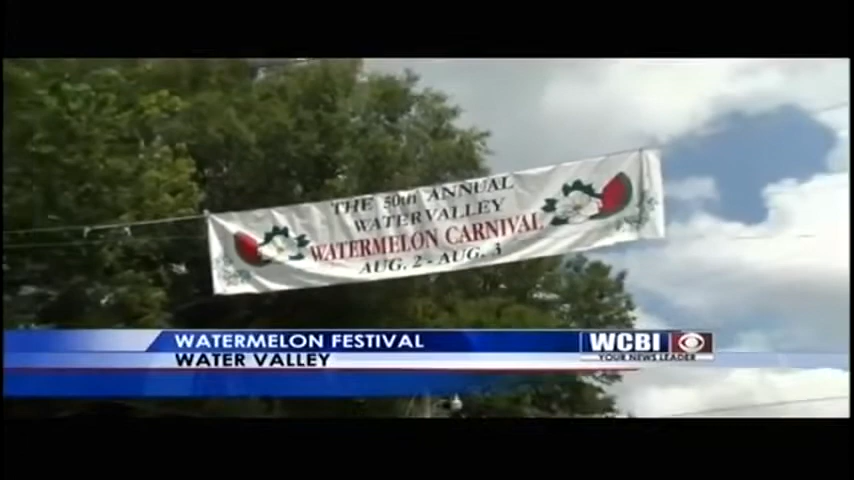 THE 50th ANNUAL
WATER VALLEY
WATERMELON CARNIVAL
AUG. 2 - AUG. 3
WATERMELON FESTIVAL
WATER VALLEY
WCBI
YOUR NEWS LEADER